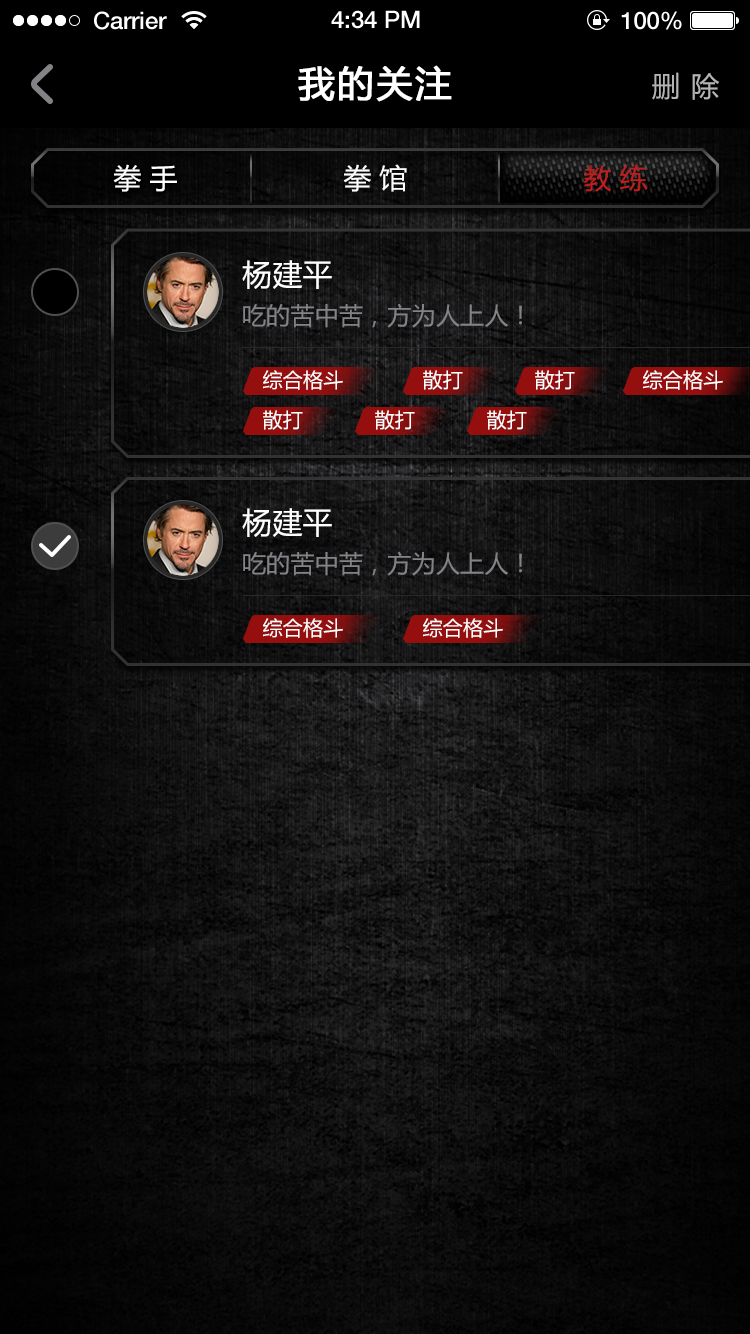 Carrier 4:34 PM 100%
我的关注 删除
拳手 拳馆 教练
杨建平
吃的苦中苦，方为人上人！
综合格斗 散打 散打 综合格斗
散打 散打 散打
杨建平
吃的苦中苦，方为人上人！
综合格斗 综合格斗